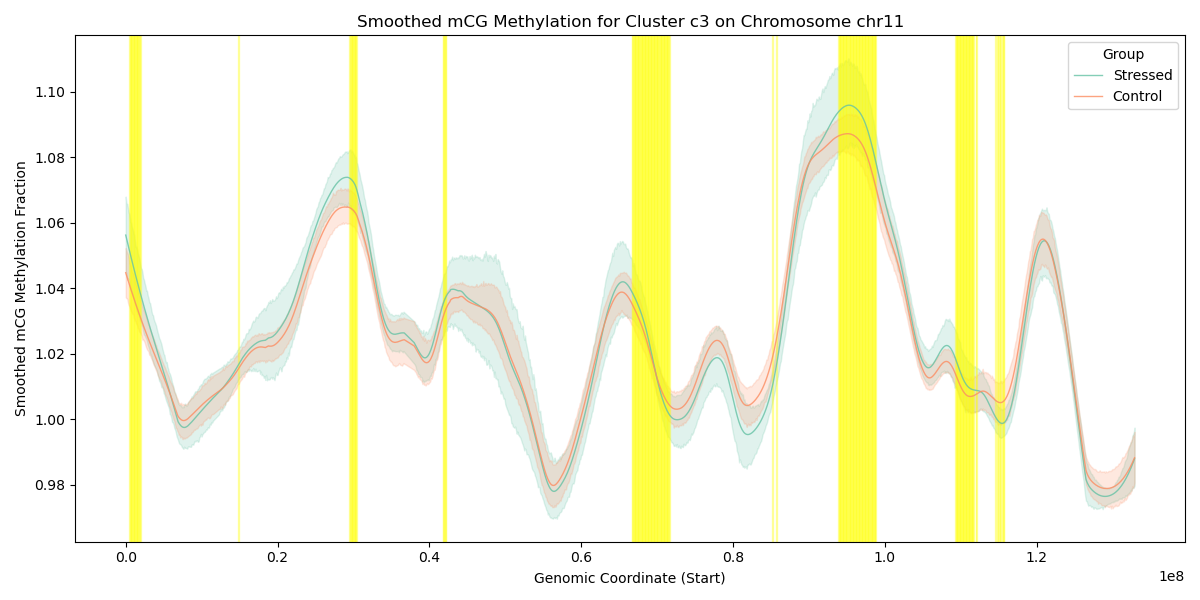 Smoothed mCG Methylation for Cluster c3 on Chromosome chr11
Group
Stressed
Control
Smoothed mCG Methylation Fraction
1.10
1.08
1.06
1.04
1.02
1.00
0.98
0.0 0.2 0.4 0.6 0.8 1.0 1.2
1e8
Genomic Coordinate (Start)